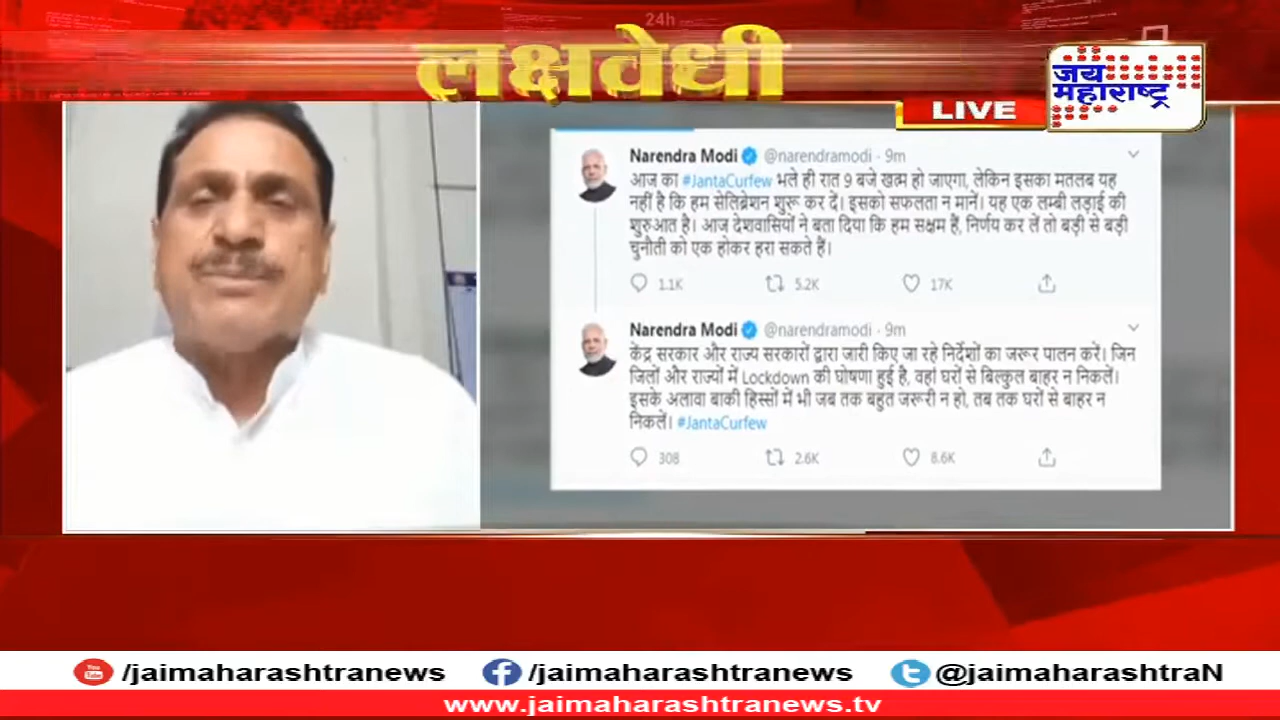 24h
लक्षवेधी
जय
महाराष्ट्र
LIVE
Narendra Modi @narendramodi · 9m
आज का #JantaCurfew भले ही रात 9 बजे खत्म हो जाएगा, लेकिन इसका मतलब यह
नहीं है कि हम सेलिब्रेशन शुरू कर दें। इसको सफलता न मानें। यह एक लम्बी लड़ाई की
शुरुआत है। आज देशवासियों ने बता दिया कि हम सक्षम हैं, निर्णय कर लें तो बड़ी से बड़ी
चुनौती को एक होकर हरा सकते हैं।
1.1K 5.2K 17K
Narendra Modi @narendramodi · 9m
केंद्र सरकार और राज्य सरकारों द्वारा जारी किए जा रहे निर्देशों का जरूर पालन करें। जिन
जिलों और राज्यों में Lockdown की घोषणा हुई है, वहां घरों से बिल्कुल बाहर न निकलें।
इसके अलावा बाकी हिस्सों में भी जब तक बहुत जरूरी न हो, तब तक घरों से बाहर न
निकलें। #JantaCurfew
308 2.6K 8.6K
You Tube /jaimaharashtranews /jaimaharashtranews @jaimaharashtraN
www.jaimaharashtranews.tv